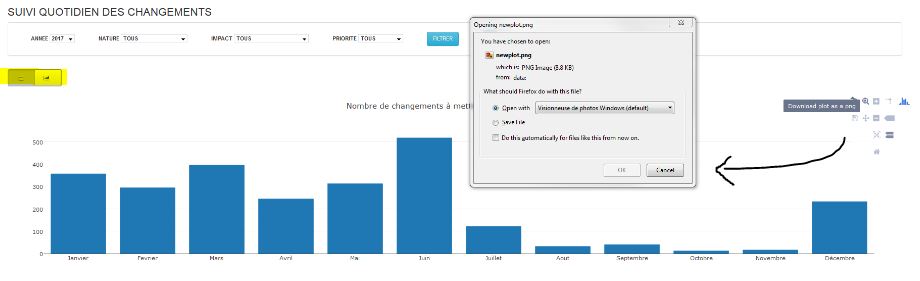 SUIVI QUOTIDIEN DES CHANGEMENTS
ANNEE 2017 NATURE TOUS IMPACT TOUS PRIORITE TOUS FILTRER
Opening newplot.png
You have chosen to open:
newplot.png
which is: PNG Image (8.8 KB)
from: data:
What should Firefox do with this file?
Open with Visionneuse de photos Windows (default)
Save File
Do this automatically for files like this from now on.
OK Cancel
Download plot as a png
Nombre de changements à mett
500
400
300
200
100
0
Janvier Fevrier Mars Avril Mai Juin Juillet Aout Septembre Octobre Novembre Décembre